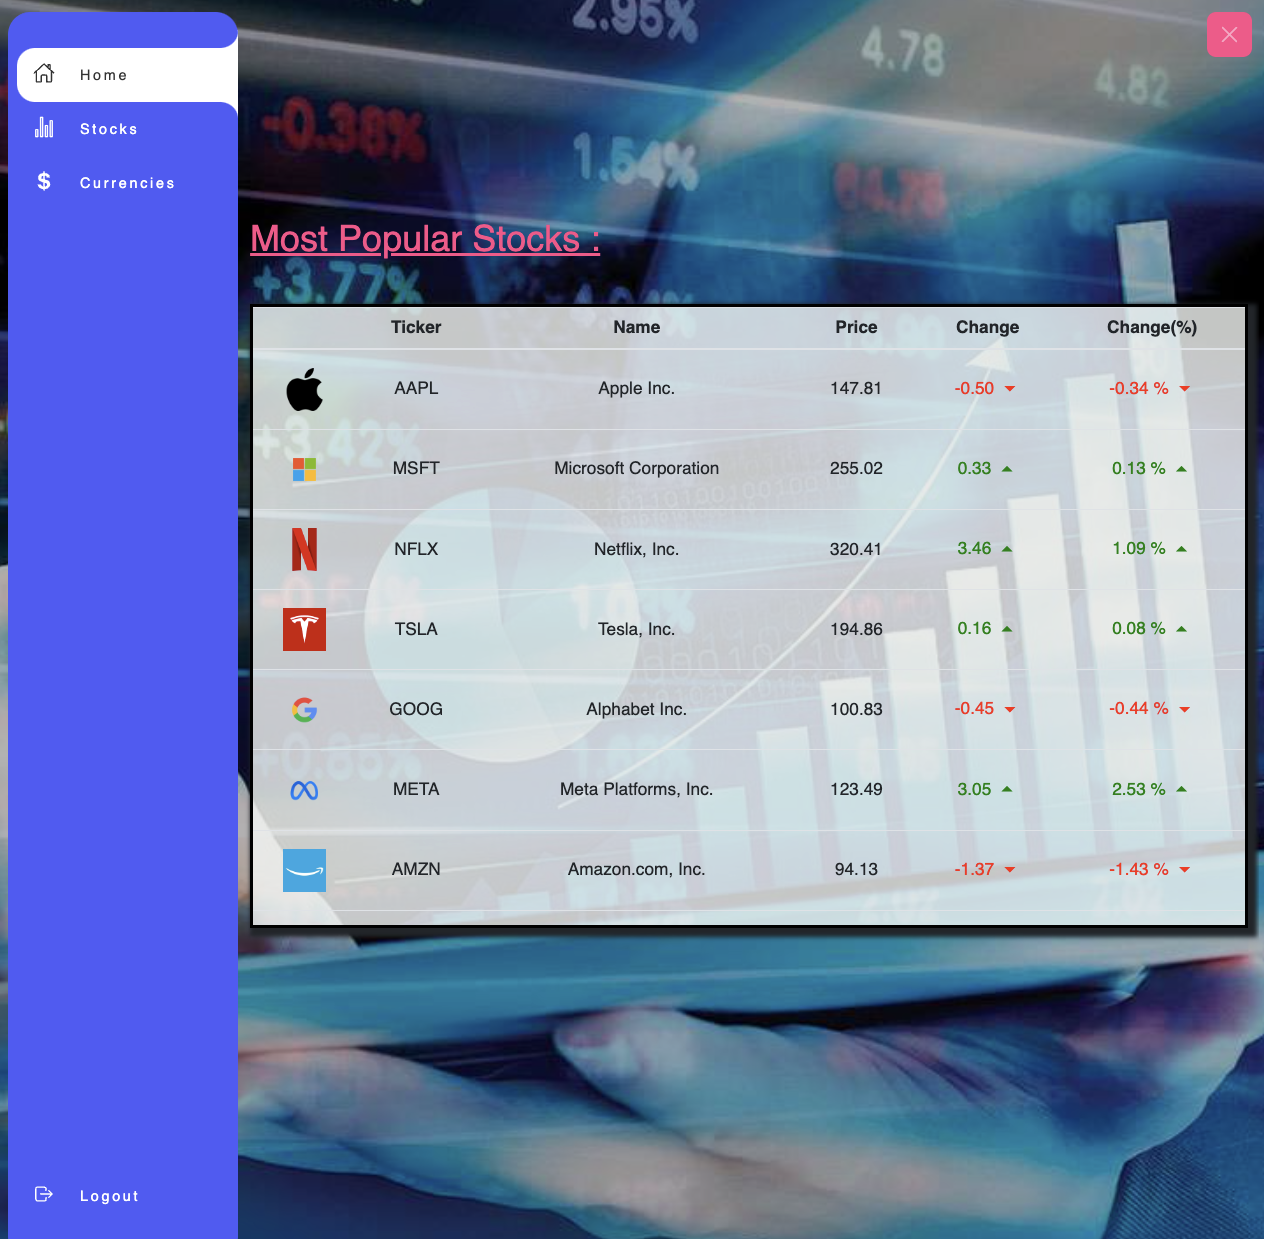 2.95%
4.78
4.82
Home
-0.38%
Stocks
1.54%
Currencies
Most Popular Stocks :
+3.77%
Ticker Name Price Change Change(%)
AAPL Apple Inc. 147.81 -0.50 -0.34 %
+3.42%
MSFT Microsoft Corporation 255.02 0.33 0.13 %
NFLX Netflix, Inc. 320.41 3.46 1.09 %
TSLA Tesla, Inc. 194.86 0.16 0.08 %
GOOG Alphabet Inc. 100.83 -0.45 -0.44 %
+0.85%
META Meta Platforms, Inc. 123.49 3.05 2.53 %
AMZN Amazon.com, Inc. 94.13 -1.37 -1.43 %
Logout